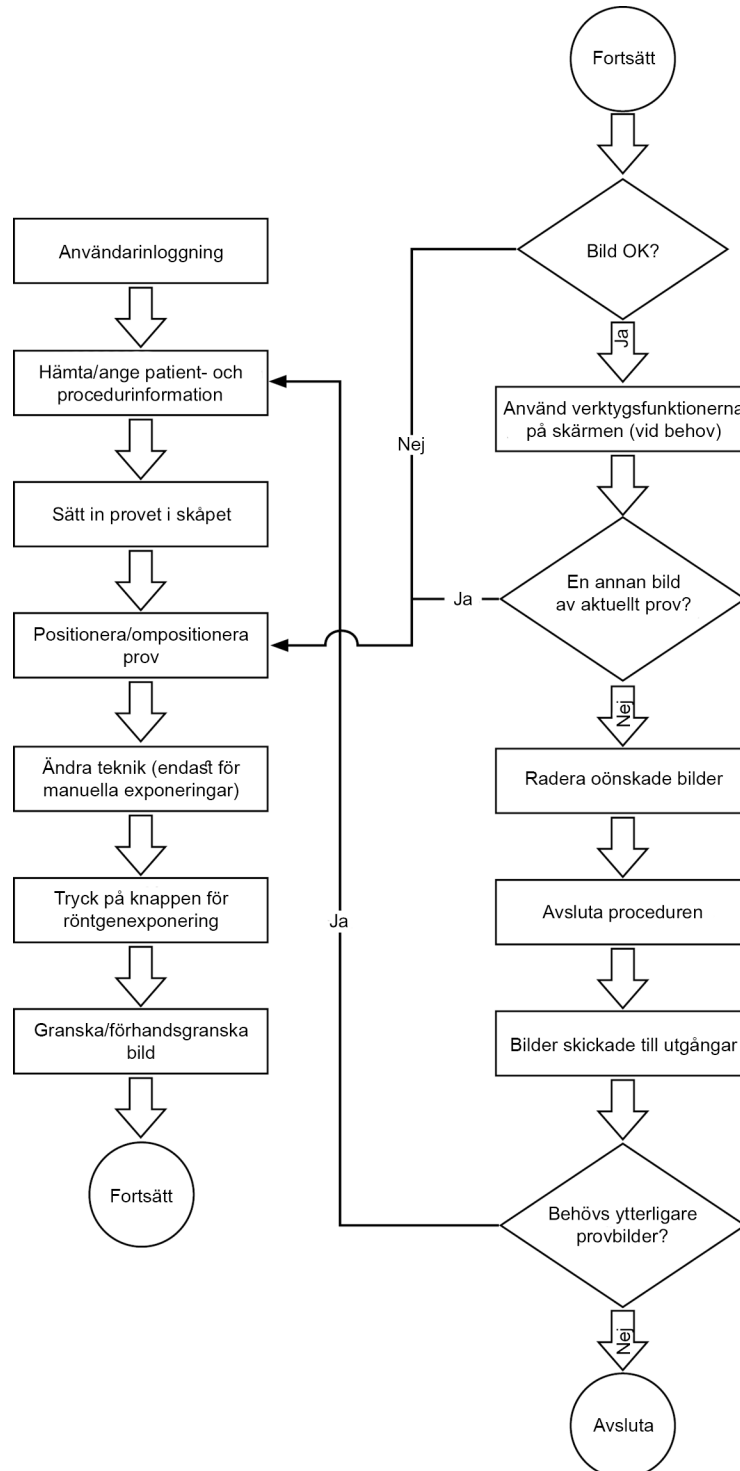 Användarinloggning
Hämta/ange patient- och
procedurinformation
Sätt in provet i skåpet
Positionera/ompositionera
prov
Ändra teknik (endast för
manuella exponeringar)
Tryck på knappen för
röntgenexponering
Granska/förhandsgranska
bild
Fortsätt
Fortsätt
Bild OK?
Nej
Ja
Använd verktygsfunktionerna
på skärmen (vid behov)
En annan bild
av aktuellt prov?
Ja
Nej
Radera oönskade bilder
Avsluta proceduren
Bilder skickade till utgångar
Behövs ytterligare
provbilder?
Ja
Nej
Avsluta